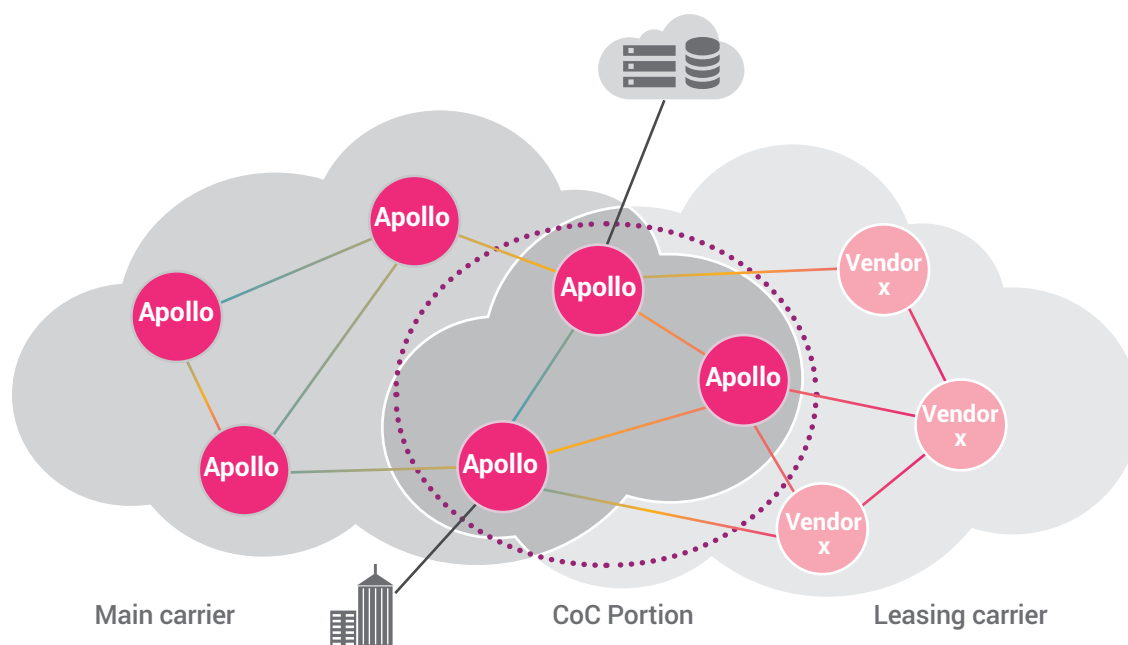 Apollo
Apollo
Apollo
Apollo
Apollo
Apollo
Vendor
x
Vendor
x
Vendor
x
Main carrier
CoC Portion
Leasing carrier